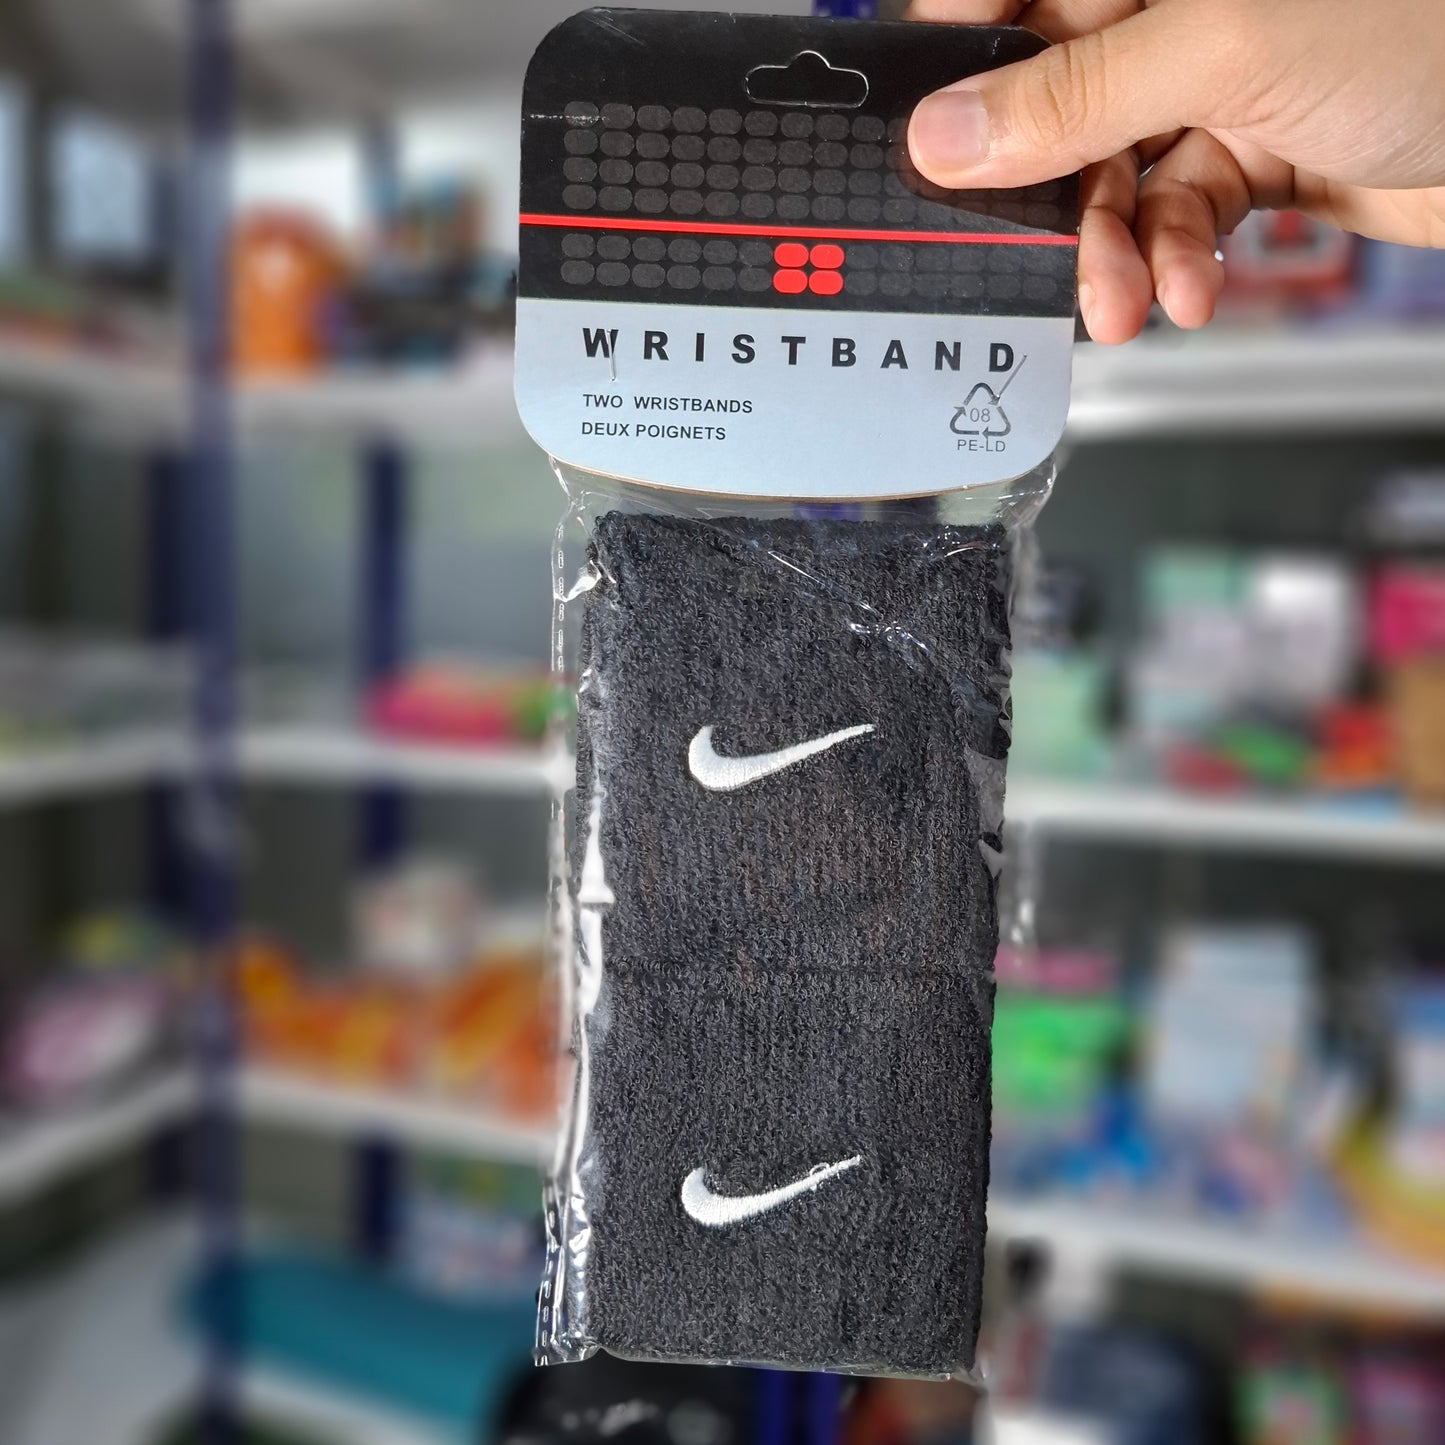 WRISTBAND
TWO WRISTBANDS
DEUX POIGNETS
08
PE-LD